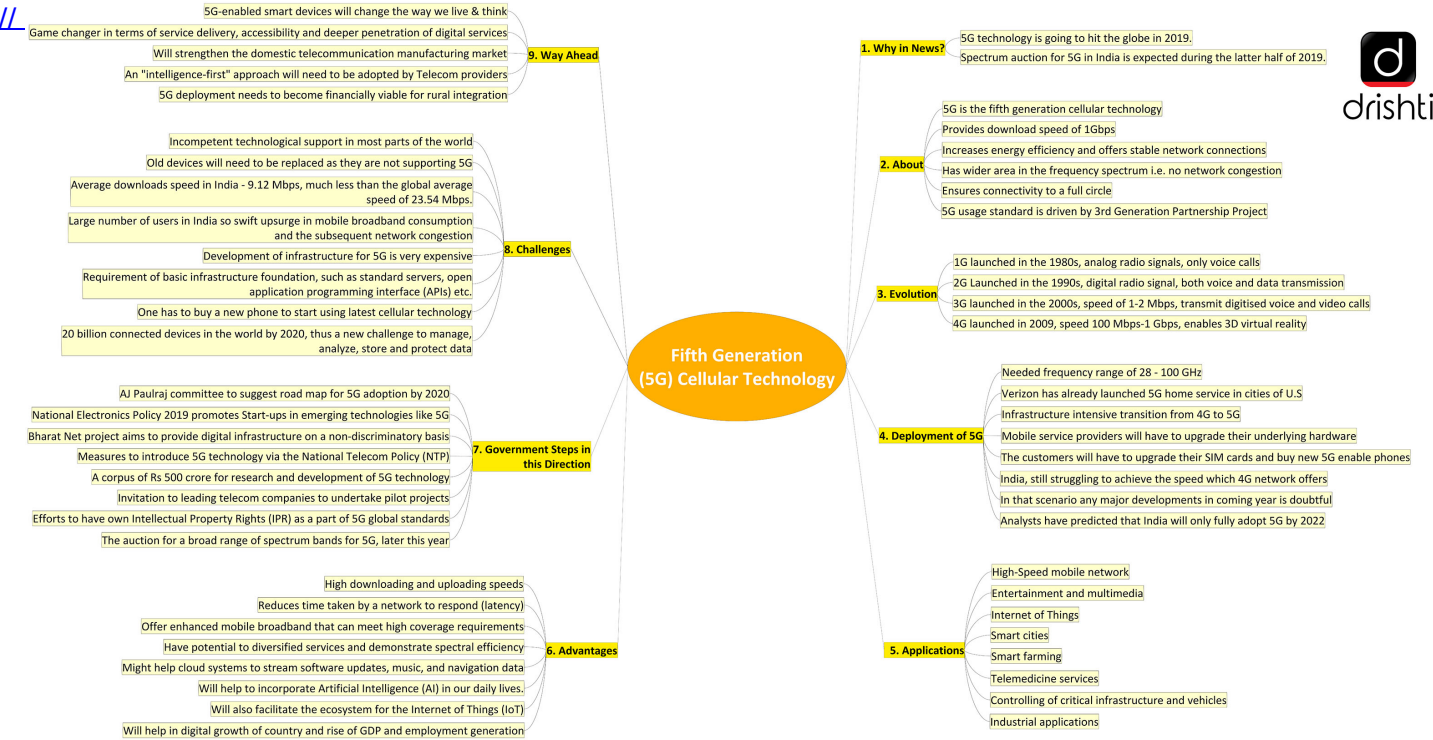 //
drishti
Fifth Generation
(5G) Cellular Technology
1. Why in News?
5G technology is going to hit the globe in 2019.
Spectrum auction for 5G in India is expected during the latter half of 2019.
2. About
5G is the fifth generation cellular technology
Provides download speed of 1Gbps
Increases energy efficiency and offers stable network connections
Has wider area in the frequency spectrum i.e. no network congestion
Ensures connectivity to a full circle
5G usage standard is driven by 3rd Generation Partnership Project
3. Evolution
1G launched in the 1980s, analog radio signals, only voice calls
2G Launched in the 1990s, digital radio signal, both voice and data transmission
3G launched in the 2000s, speed of 1-2 Mbps, transmit digitised voice and video calls
4G launched in 2009, speed 100 Mbps-1 Gbps, enables 3D virtual reality
4. Deployment of 5G
Needed frequency range of 28 - 100 GHz
Verizon has already launched 5G home service in cities of U.S
Infrastructure intensive transition from 4G to 5G
Mobile service providers will have to upgrade their underlying hardware
The customers will have to upgrade their SIM cards and buy new 5G enable phones
India, still struggling to achieve the speed which 4G network offers
In that scenario any major developments in coming year is doubtful
Analysts have predicted that India will only fully adopt 5G by 2022
5. Applications
High-Speed mobile network
Entertainment and multimedia
Internet of Things
Smart cities
Smart farming
Telemedicine services
Controlling of critical infrastructure and vehicles
Industrial applications
6. Advantages
High downloading and uploading speeds
Reduces time taken by a network to respond (latency)
Offer enhanced mobile broadband that can meet high coverage requirements
Have potential to diversified services and demonstrate spectral efficiency
Might help cloud systems to stream software updates, music, and navigation data
Will help to incorporate Artificial Intelligence (AI) in our daily lives.
Will also facilitate the ecosystem for the Internet of Things (IoT)
Will help in digital growth of country and rise of GDP and employment generation
7. Government Steps in
this Direction
AJ Paulraj committee to suggest road map for 5G adoption by 2020
National Electronics Policy 2019 promotes Start-ups in emerging technologies like 5G
Bharat Net project aims to provide digital infrastructure on a non-discriminatory basis
Measures to introduce 5G technology via the National Telecom Policy (NTP)
A corpus of Rs 500 crore for research and development of 5G technology
Invitation to leading telecom companies to undertake pilot projects
Efforts to have own Intellectual Property Rights (IPR) as a part of 5G global standards
The auction for a broad range of spectrum bands for 5G, later this year
8. Challenges
Incompetent technological support in most parts of the world
Old devices will need to be replaced as they are not supporting 5G
Average downloads speed in India - 9.12 Mbps, much less than the global average
speed of 23.54 Mbps.
Large number of users in India so swift upsurge in mobile broadband consumption
and the subsequent network congestion
Development of infrastructure for 5G is very expensive
Requirement of basic infrastructure foundation, such as standard servers, open
application programming interface (APIs) etc.
One has to buy a new phone to start using latest cellular technology
20 billion connected devices in the world by 2020, thus a new challenge to manage,
analyze, store and protect data
9. Way Ahead
5G-enabled smart devices will change the way we live & think
Game changer in terms of service delivery, accessibility and deeper penetration of digital services
Will strengthen the domestic telecommunication manufacturing market
An "intelligence-first" approach will need to be adopted by Telecom providers
5G deployment needs to become financially viable for rural integration